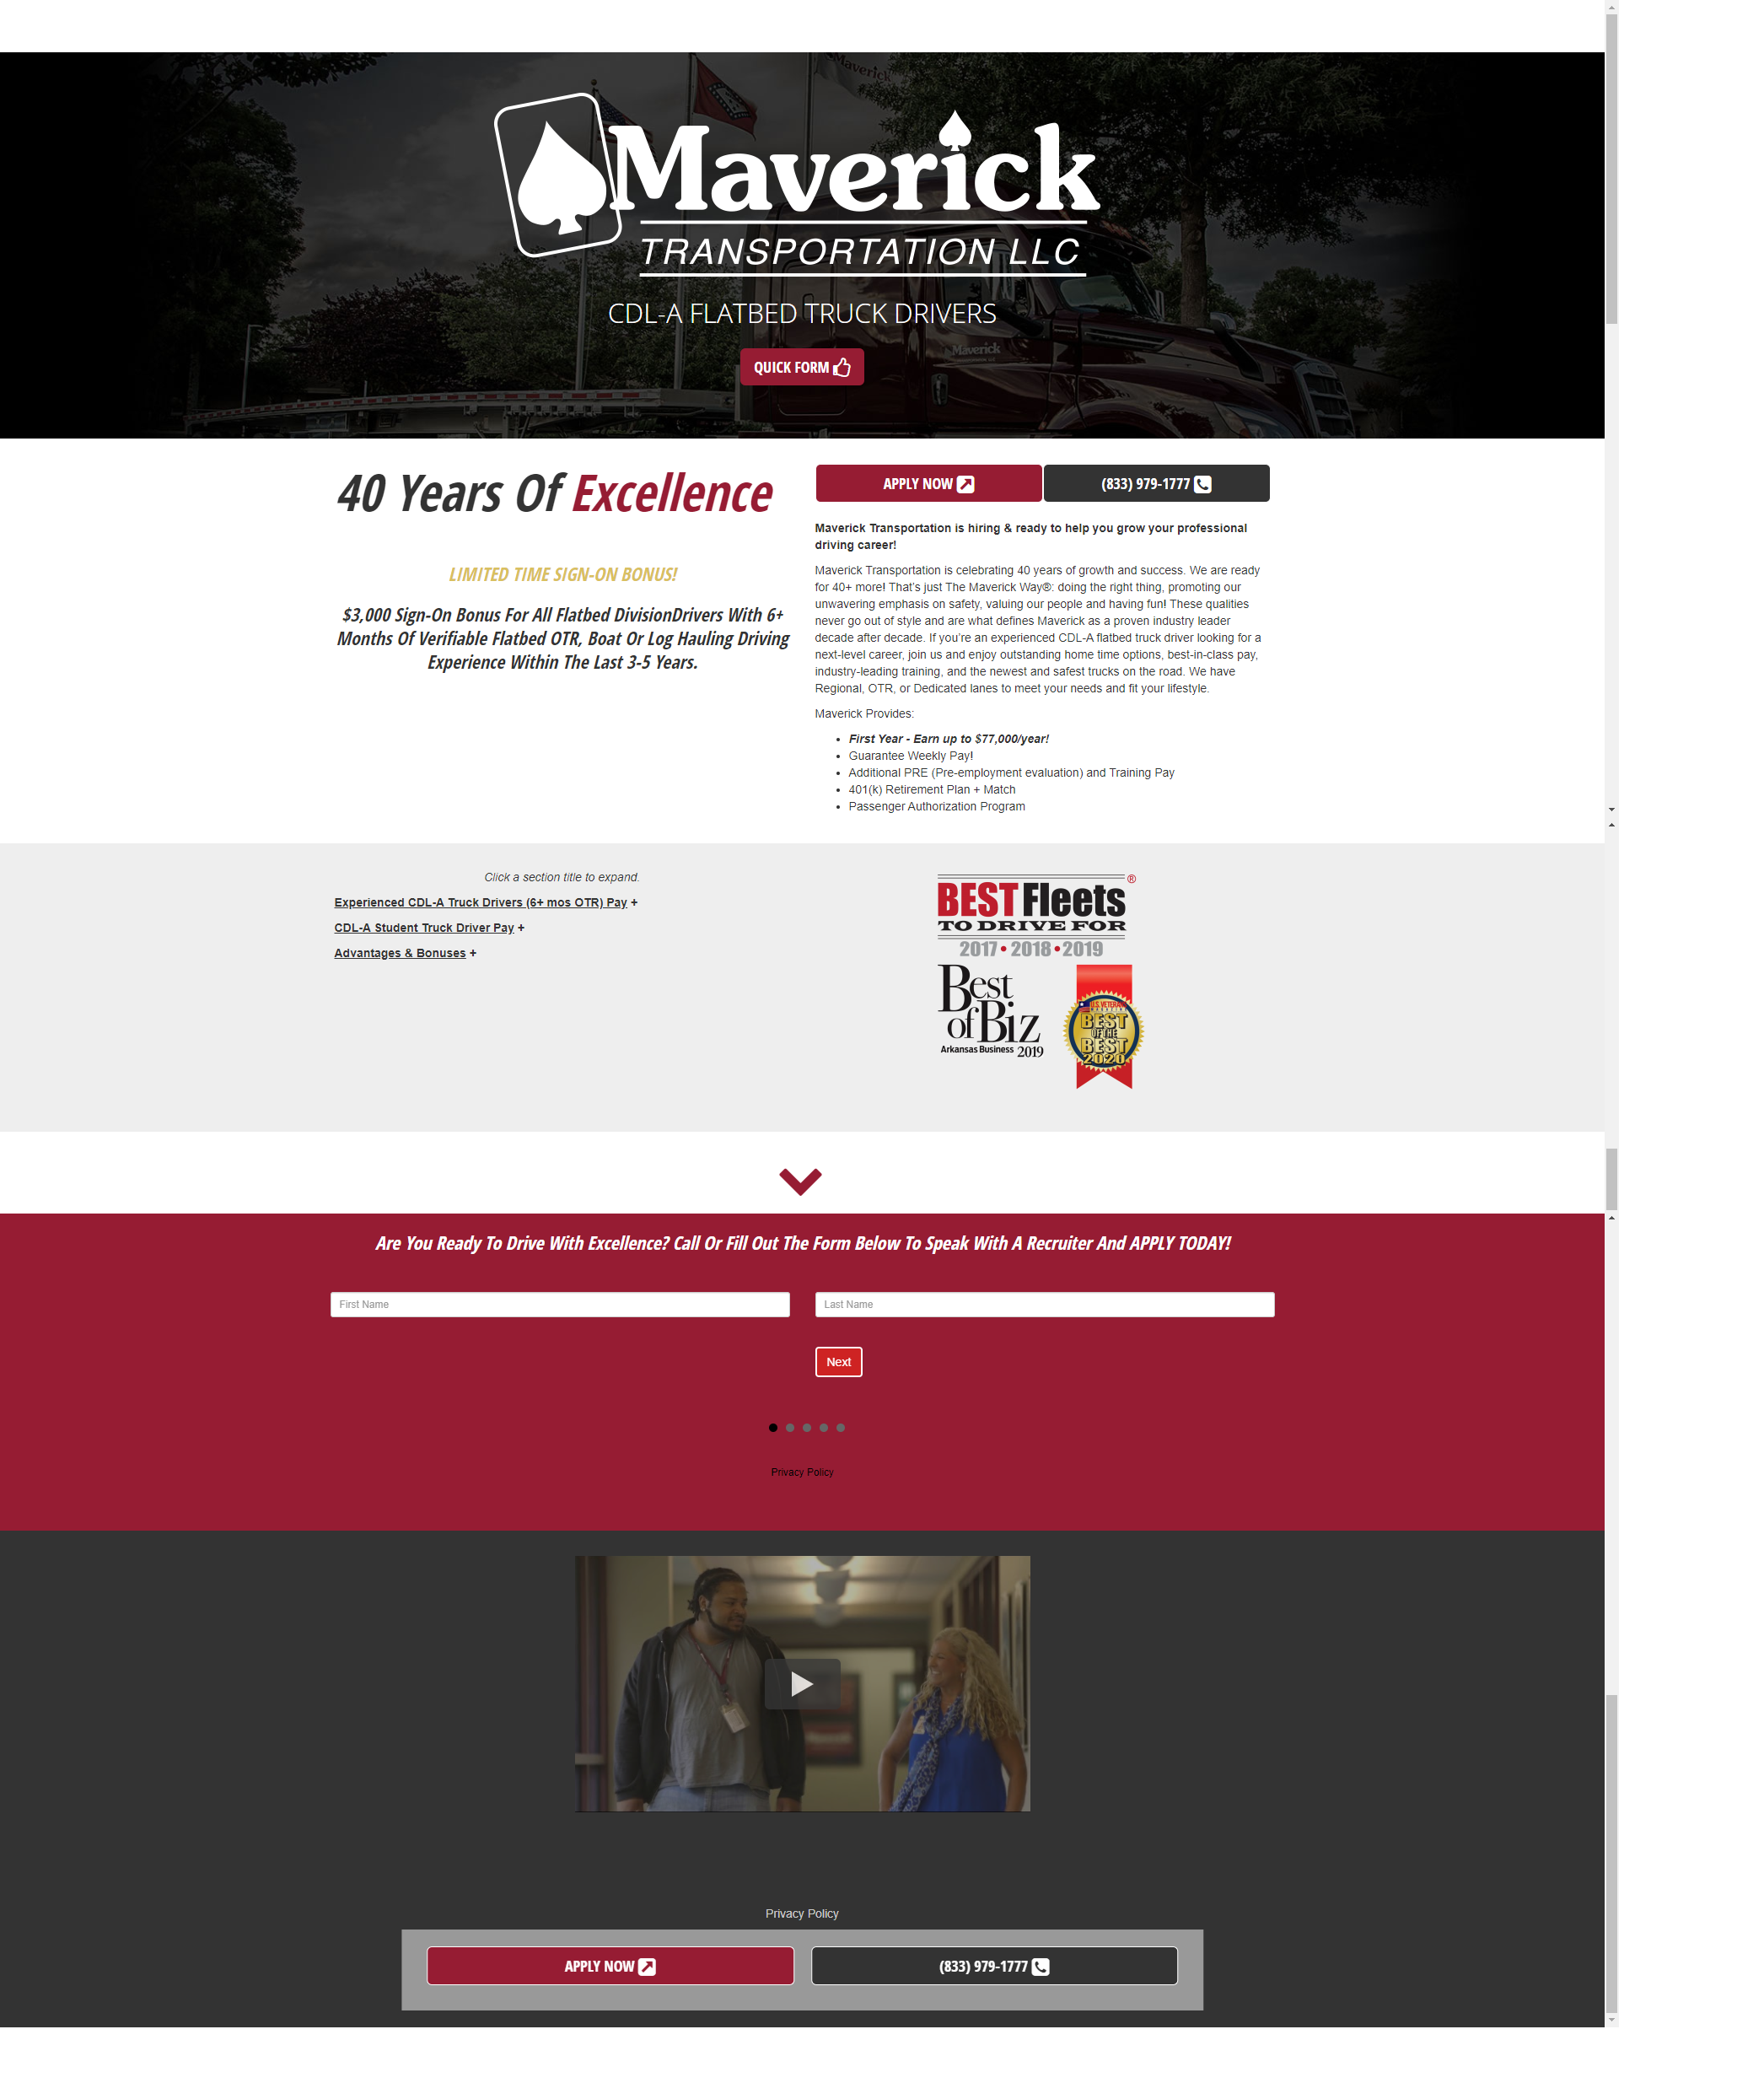 Maverick
Maverick
TRANSPORTATION LLC
CDL-A FLATBED TRUCK DRIVERS
Maverick
QUICK FORM
40 Years Of Excellence
LIMITED TIME SIGN-ON BONUS!
$3,000 Sign-On Bonus For All Flatbed DivisionDrivers With 6+
Months Of Verifiable Flatbed OTR, Boat Or Log Hauling Driving
Experience Within The Last 3-5 Years.
APPLY NOW
(833) 979-1777
Maverick Transportation is hiring & ready to help you grow your professional
driving career!
Maverick Transportation is celebrating 40 years of growth and success. We are ready
for 40+ more! That's just The Maverick Way®: doing the right thing, promoting our
unwavering emphasis on safety, valuing our people and having fun! These qualities
never go out of style and are what defines Maverick as a proven industry leader
decade after decade. If you're an experienced CDL-A flatbed truck driver looking for a
next-level career, join us and enjoy outstanding home time options, best-in-class pay,
industry-leading training, and the newest and safest trucks on the road. We have
Regional, OTR, or Dedicated lanes to meet your needs and fit your lifestyle.
Maverick Provides:
• First Year - Earn up to $77,000/year!
• Guarantee Weekly Pay!
• Additional PRE (Pre-employment evaluation) and Training Pay
• 401(k) Retirement Plan + Match
• Passenger Authorization Program
Click a section title to expand.
Experienced CDL-A Truck Drivers (6+ mos OTR) Pay +
CDL-A Student Truck Driver Pay +
Advantages & Bonuses +
BEST Fleets ®
TO DRIVE FOR
2017 • 2018 • 2019
Best
of Biz
Arkansas Business 2019
U.S. VETERANS
BEST
OF THE
BEST
2020
Are You Ready To Drive With Excellence? Call Or Fill Out The Form Below To Speak With A Recruiter And APPLY TODAY!
First Name
Last Name
Next
Privacy Policy
Privacy Policy
APPLY NOW
(833) 979-1777